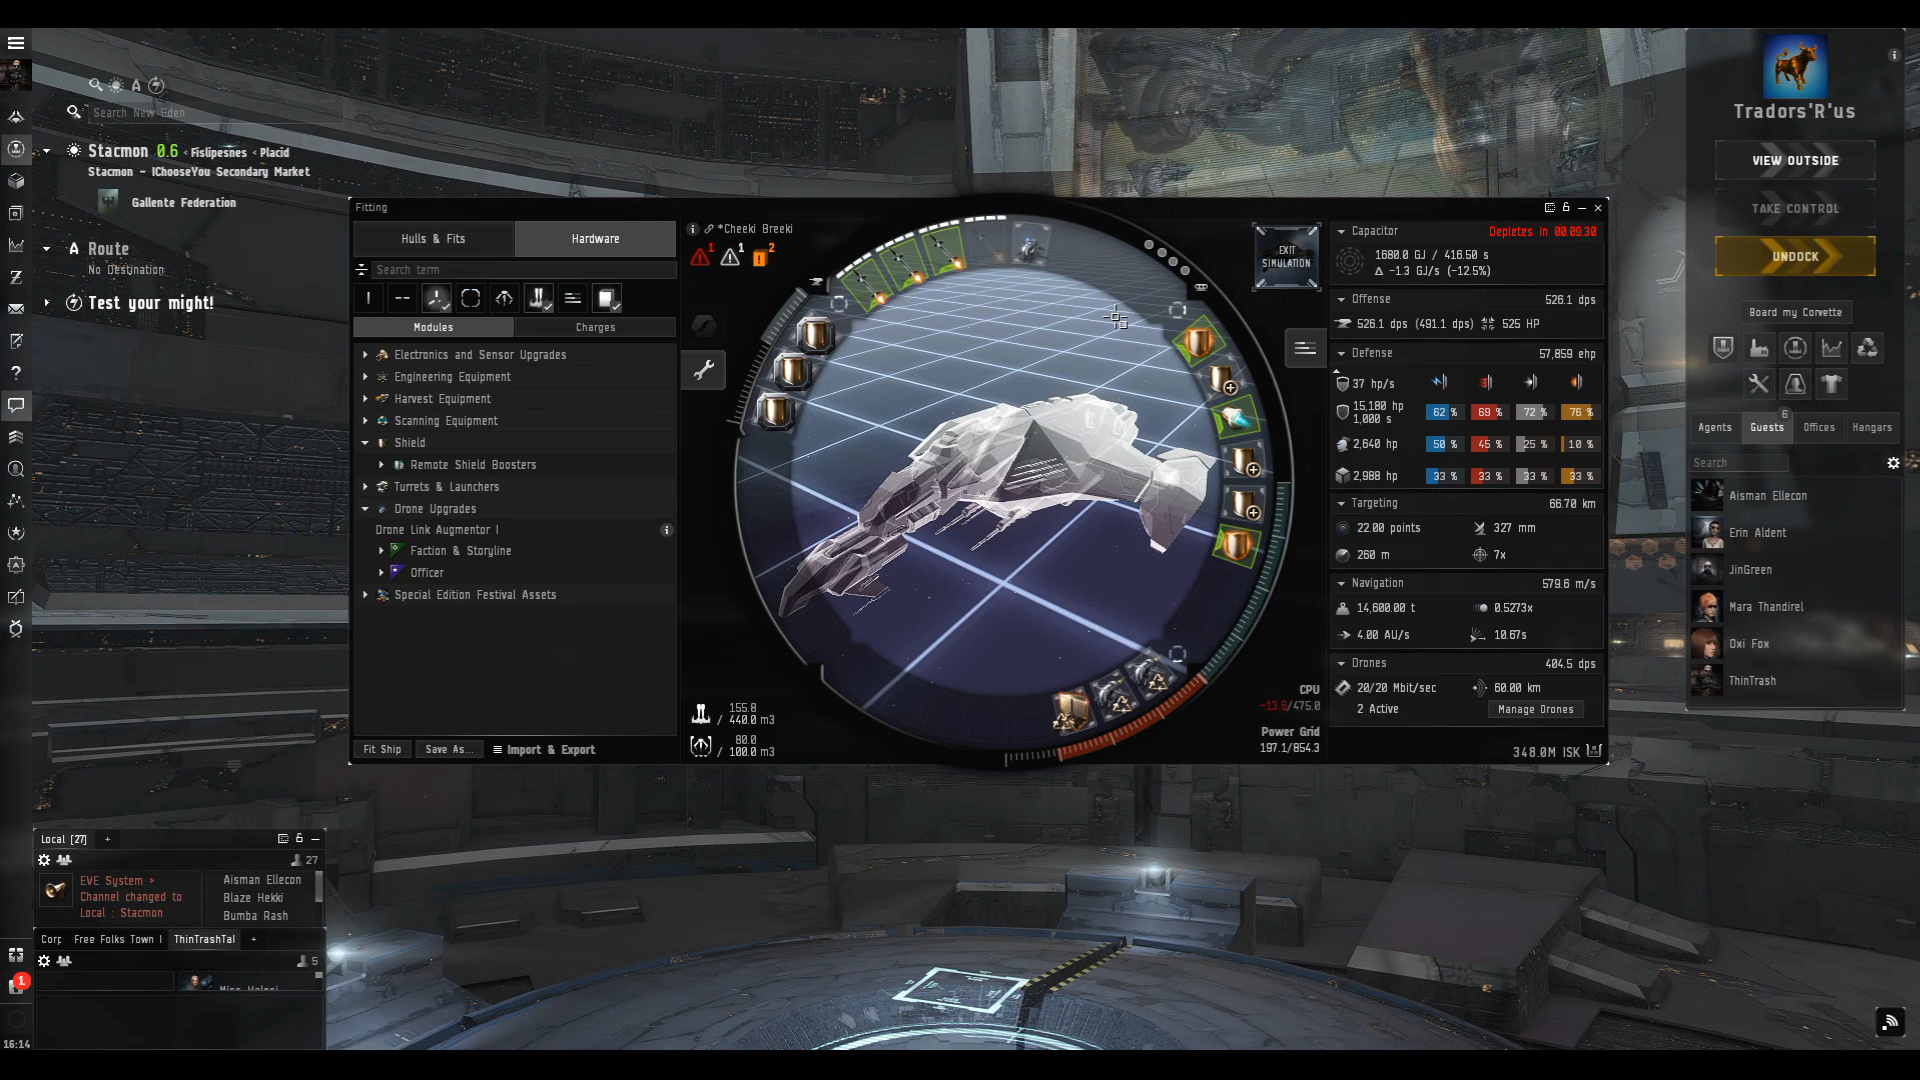 Search New Eden
Stacmon 0.6 ‹ Fislipesnes ‹ Placid
Stacmon - IChooseYou Secondary Market
Gallente Federation
Route
No Destination
Test your might!
Fitting
Hulls & Fits
Hardware
Search term
Modules
Charges
Electronics and Sensor Upgrades
Engineering Equipment
Harvest Equipment
Scanning Equipment
Shield
Remote Shield Boosters
Turrets & Launchers
Drone Upgrades
Drone Link Augmentor I
Faction & Storyline
Officer
Special Edition Festival Assets
Fit Ship
Save As...
Import & Export
*Cheeki Breeki
1
1
2
EXIT
SIMULATION
155.8
/ 440.0 m3
80.0
/ 100.0 m3
CPU
-13.6/475.0
Power Grid
197.1/854.3
Capacitor
Depletes in 00:09:30
1680.0 GJ / 416.50 s
Δ -1.3 GJ/s (-12.5%)
Offense
526.1 dps
526.1 dps (491.1 dps)
525 HP
Defense
57,859 ehp
37 hp/s
15,180 hp
1,000 s
62 %
69 %
72 %
76 %
2,640 hp
50 %
45 %
25 %
10 %
2,988 hp
33 %
33 %
33 %
33 %
Targeting
66.70 km
22.00 points
327 mm
260 m
7x
Navigation
579.6 m/s
14,600.00 t
0.5273x
4.00 AU/s
10.67s
Drones
404.5 dps
20/20 Mbit/sec
60.00 km
2 Active
Manage Drones
348.0M ISK
Tradors'R'us
VIEW OUTSIDE
TAKE CONTROL
UNDOCK
Board my Corvette
6
Agents
Guests
Offices
Hangars
Search
Aisman Ellecon
Erin Aldent
JinGreen
Mara Thandirel
Oxi Fox
ThinTrash
Local [27]
+
27
EVE System >
Channel changed to
Local : Stacmon
Aisman Ellecon
Blaze Hekki
Bumba Rash
Corp
Free Folks Town
ThinTrashTal
+
5
1
16:14